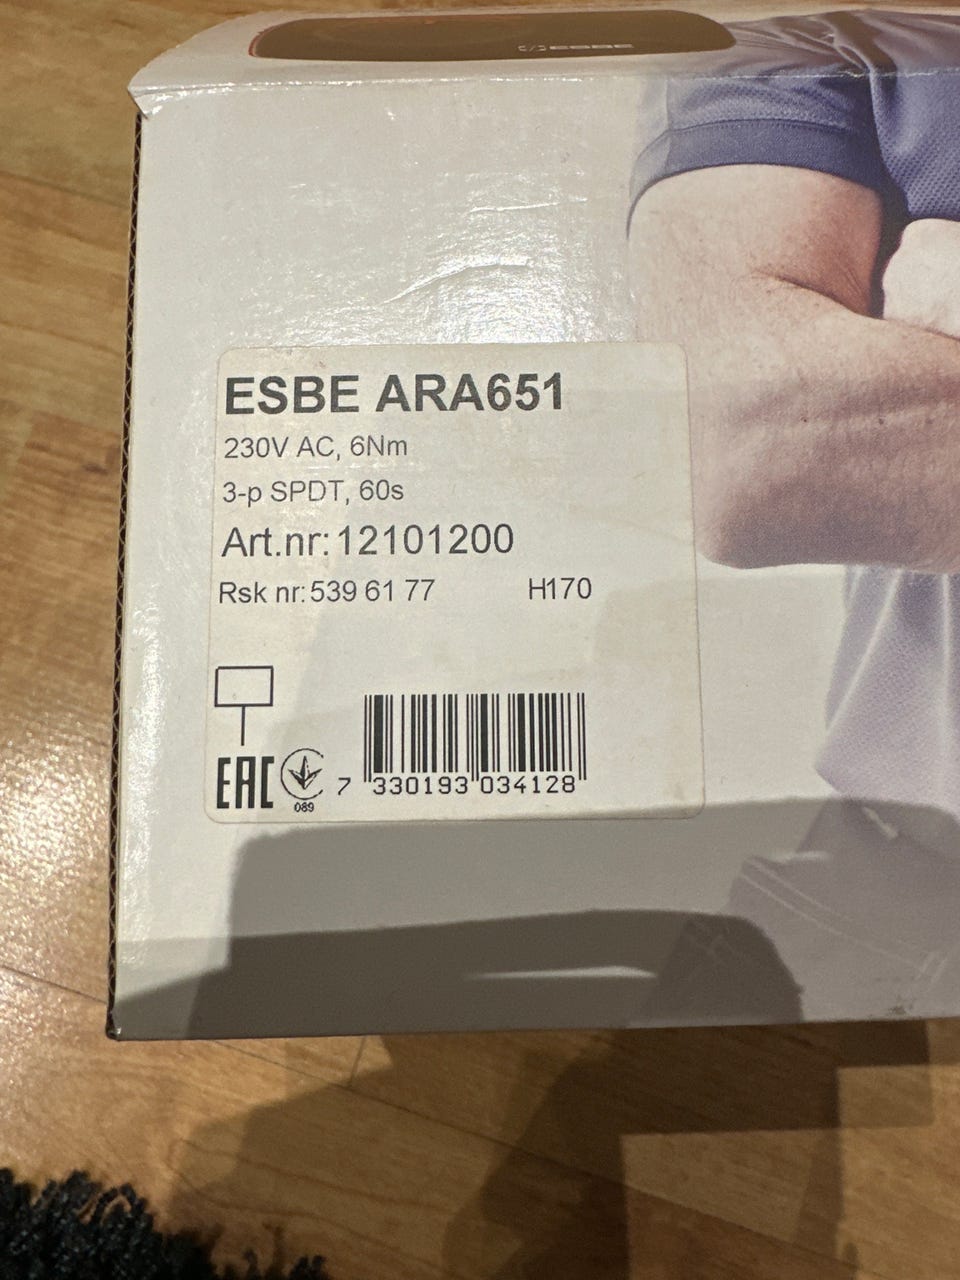 ESBE
ESBE ARA651
230V AC, 6Nm
3-p SPDT, 60s
Art.nr: 12101200
Rsk nr: 539 61 77 H170
EAC
089
7 330193 034128